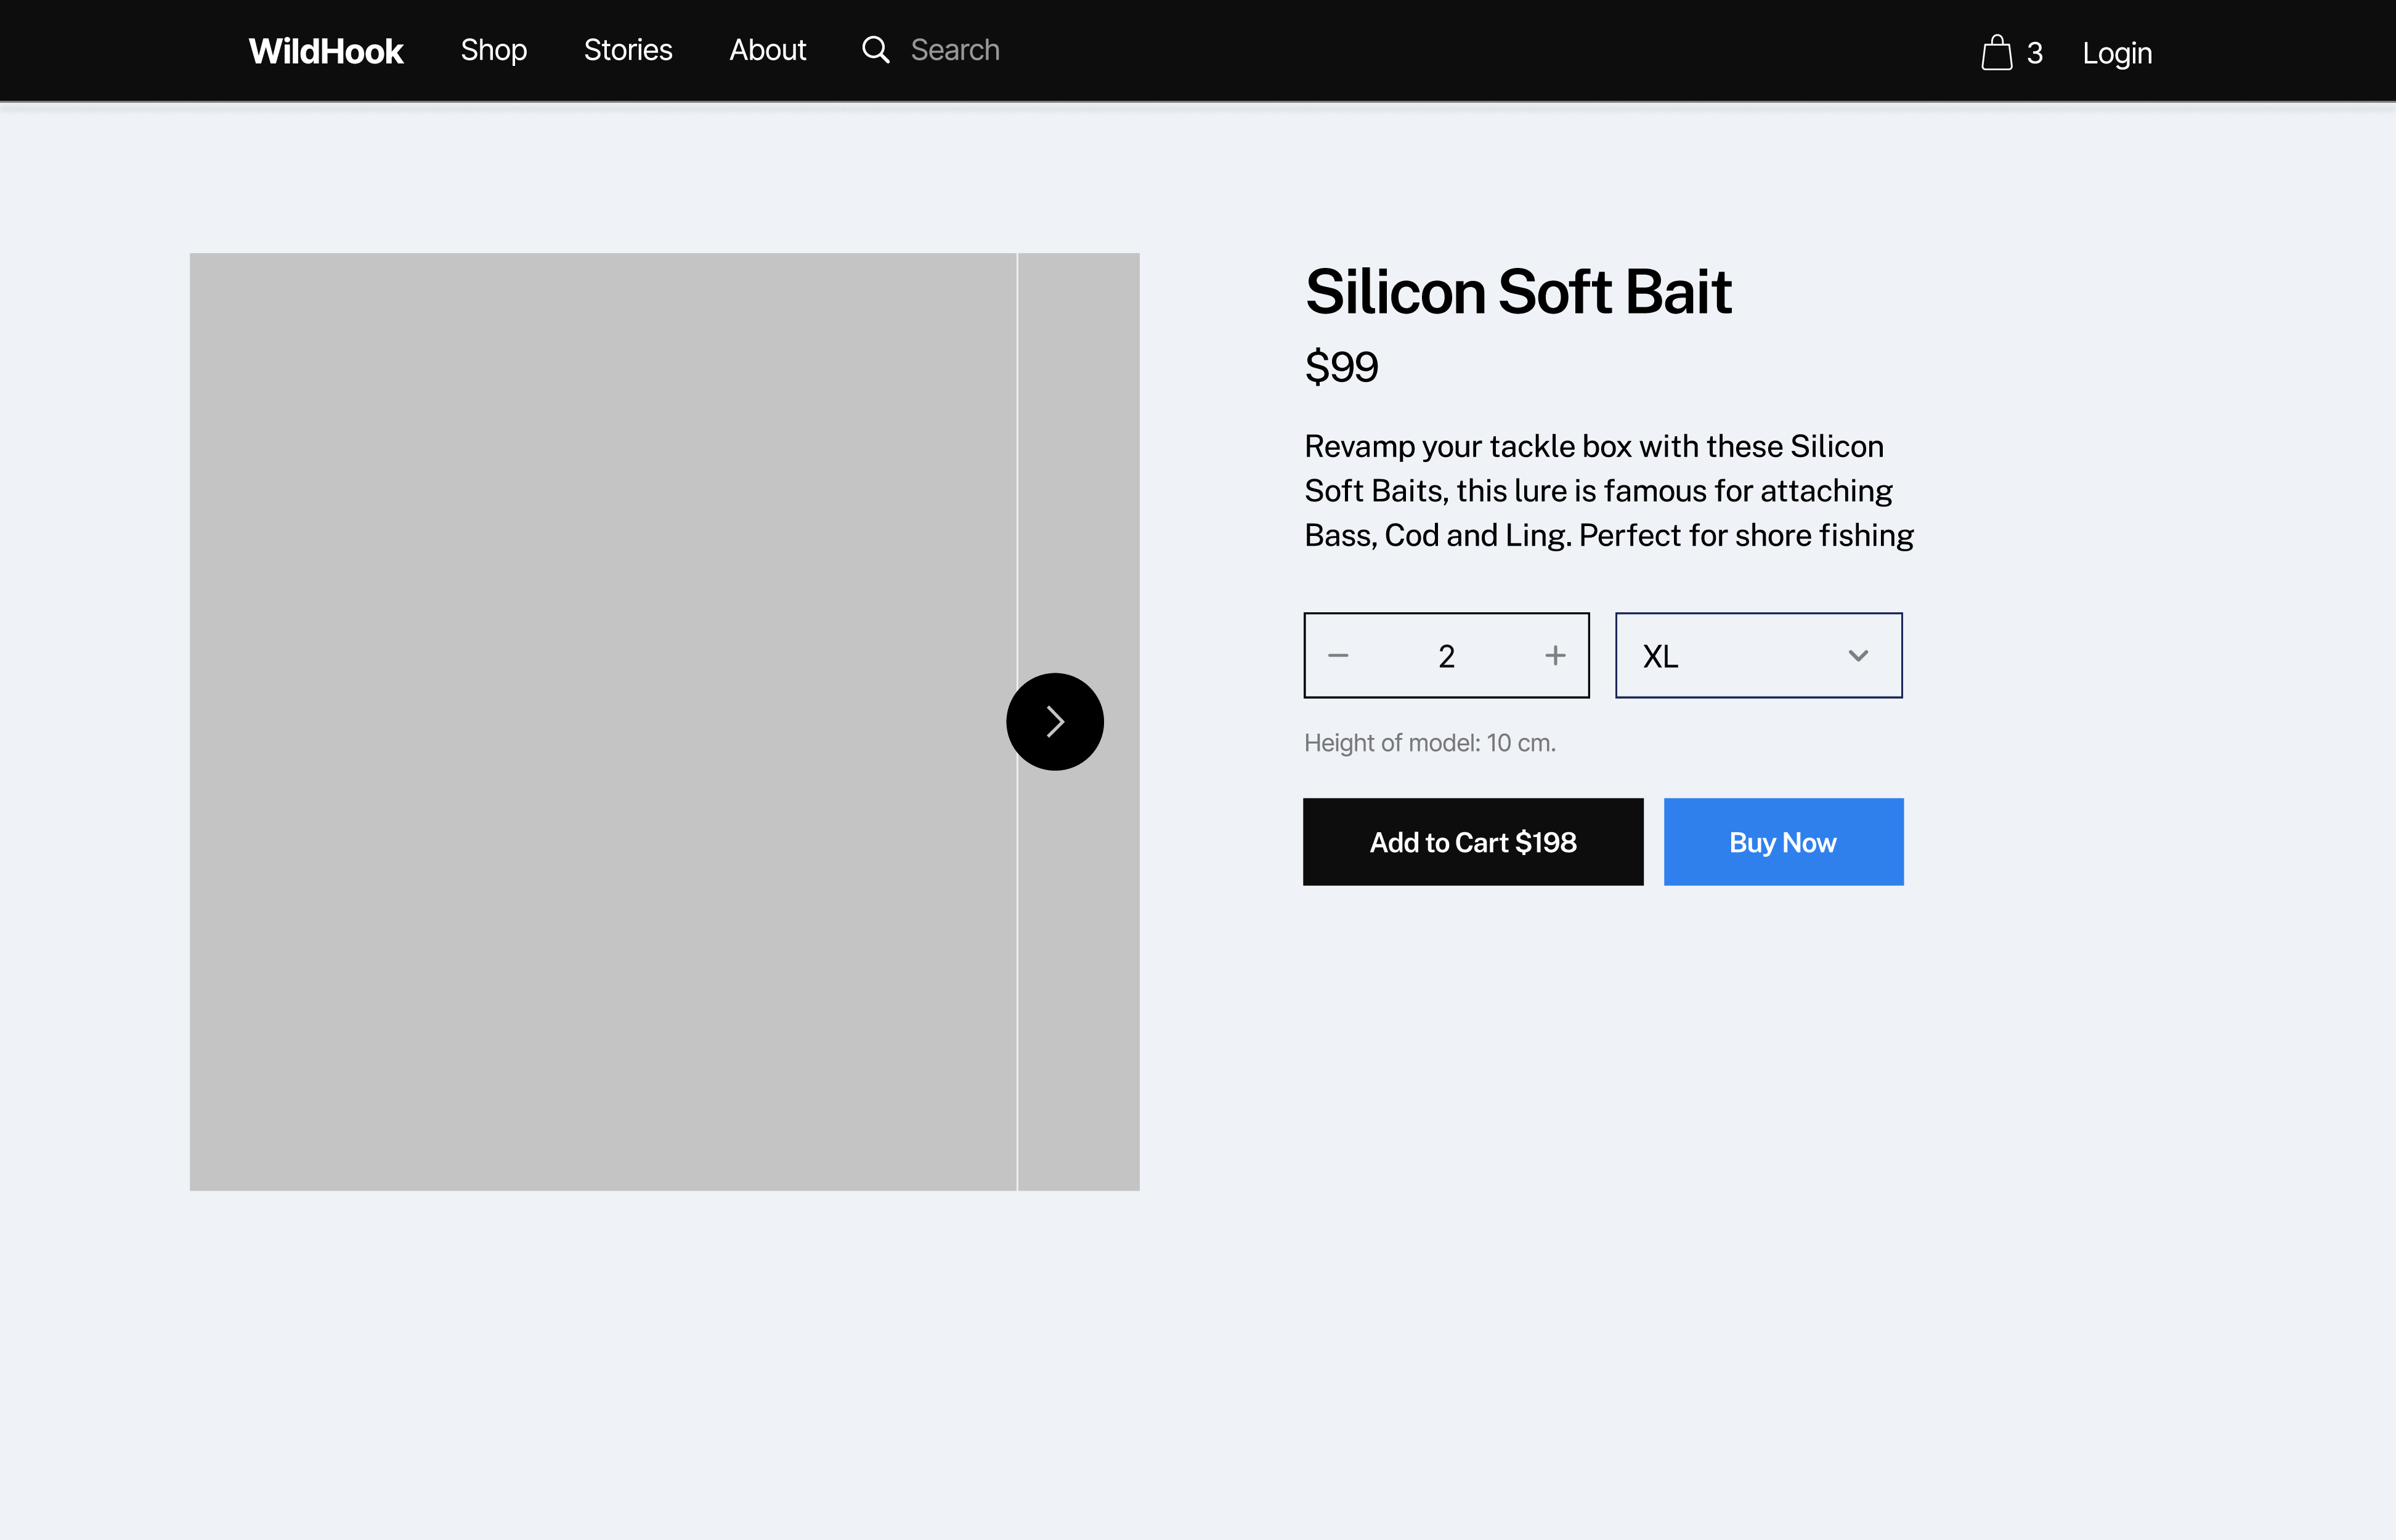 WildHook Shop Stories About Search 3 Login
Silicon Soft Bait
$99
Revamp your tackle box with these Silicon
Soft Baits, this lure is famous for attaching
Bass, Cod and Ling. Perfect for shore fishing
2 XL
Height of model: 10 cm.
Add to Cart $198 Buy Now